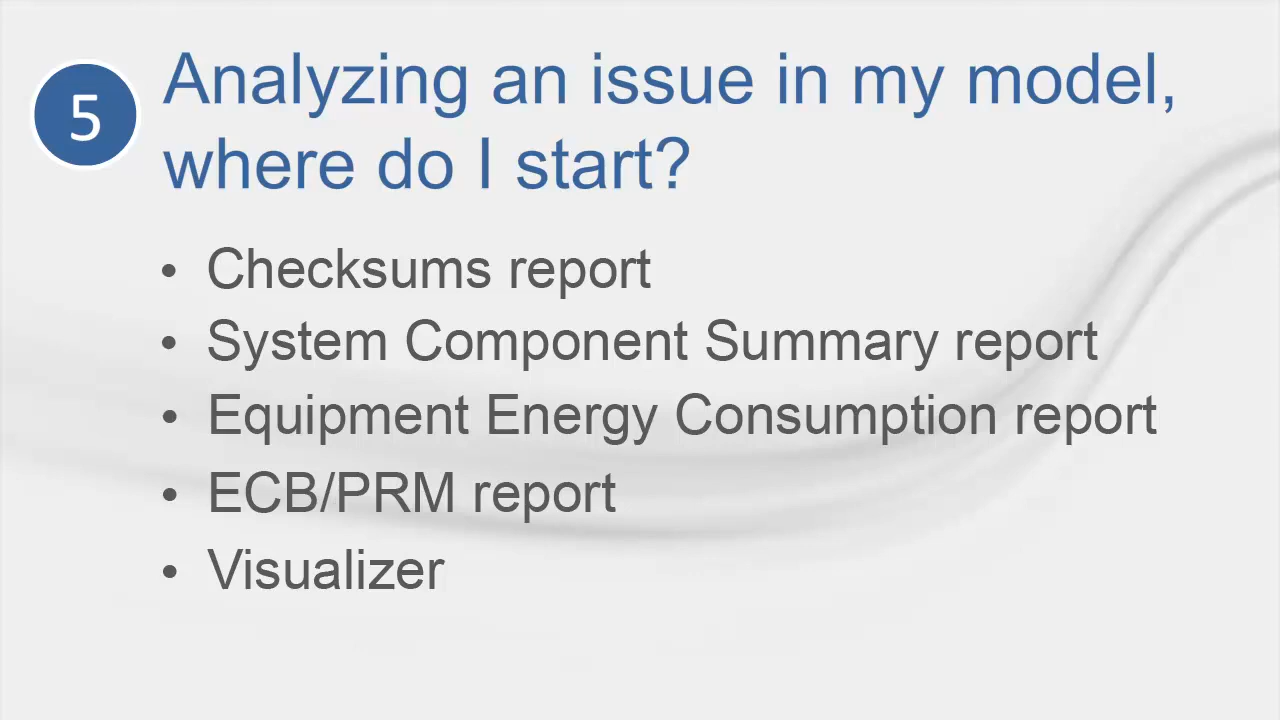 5
Analyzing an issue in my model,
where do I start?
• Checksums report
• System Component Summary report
• Equipment Energy Consumption report
• ECB/PRM report
• Visualizer